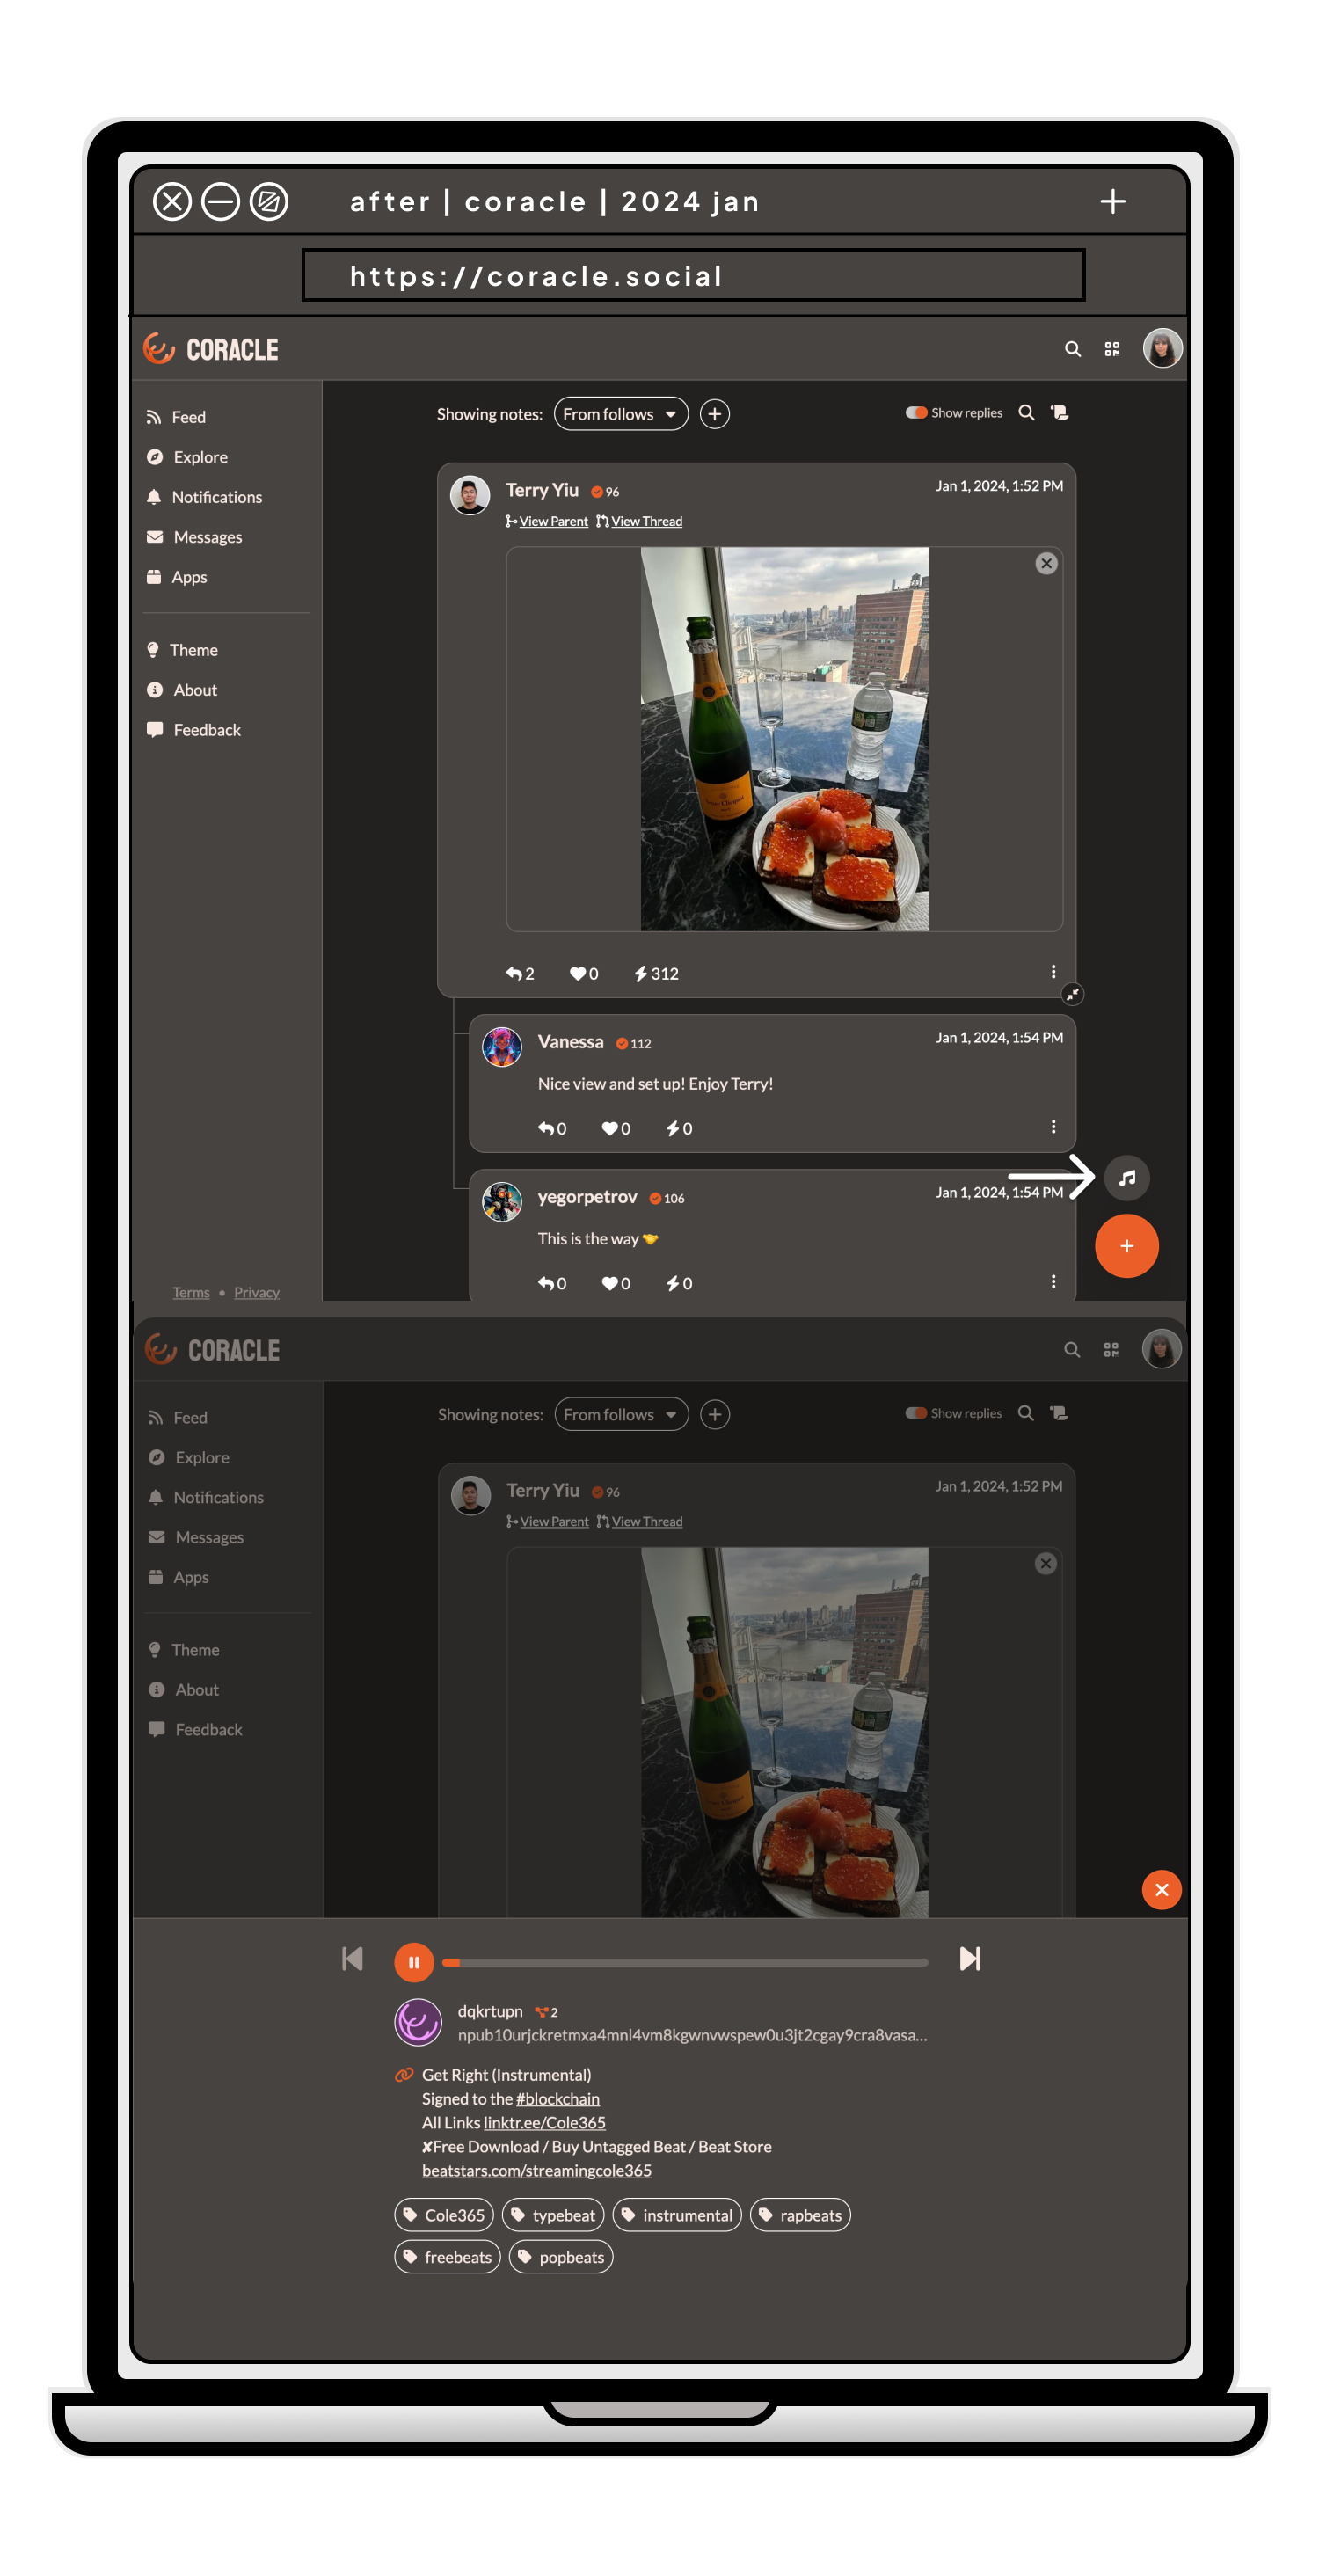 after | coracle | 2024 jan
https://coracle.social
CORACLE
Feed
Explore
Notifications
Messages
Apps
Theme
About
Feedback
Terms • Privacy
Showing notes: From follows
Show replies
Terry Yiu 96
Jan 1, 2024, 1:52 PM
View Parent View Thread
2 0 312
Vanessa 112
Jan 1, 2024, 1:54 PM
Nice view and set up! Enjoy Terry!
0 0 0
yegorpetrov 106
Jan 1, 2024, 1:54 PM
This is the way 🤝
0 0 0
CORACLE
Feed
Explore
Notifications
Messages
Apps
Theme
About
Feedback
Showing notes: From follows
Show replies
Terry Yiu 96
Jan 1, 2024, 1:52 PM
View Parent View Thread
dqkrtupn 2
npub10urjckretmxa4mnl4vm8kgwnvwspew0u3jt2cgay9cra8vasa...
Get Right (Instrumental)
Signed to the #blockchain
All Links linktr.ee/Cole365
✘Free Download / Buy Untagged Beat / Beat Store
beatstars.com/streamingcole365
Cole365 typebeat instrumental rapbeats
freebeats popbeats